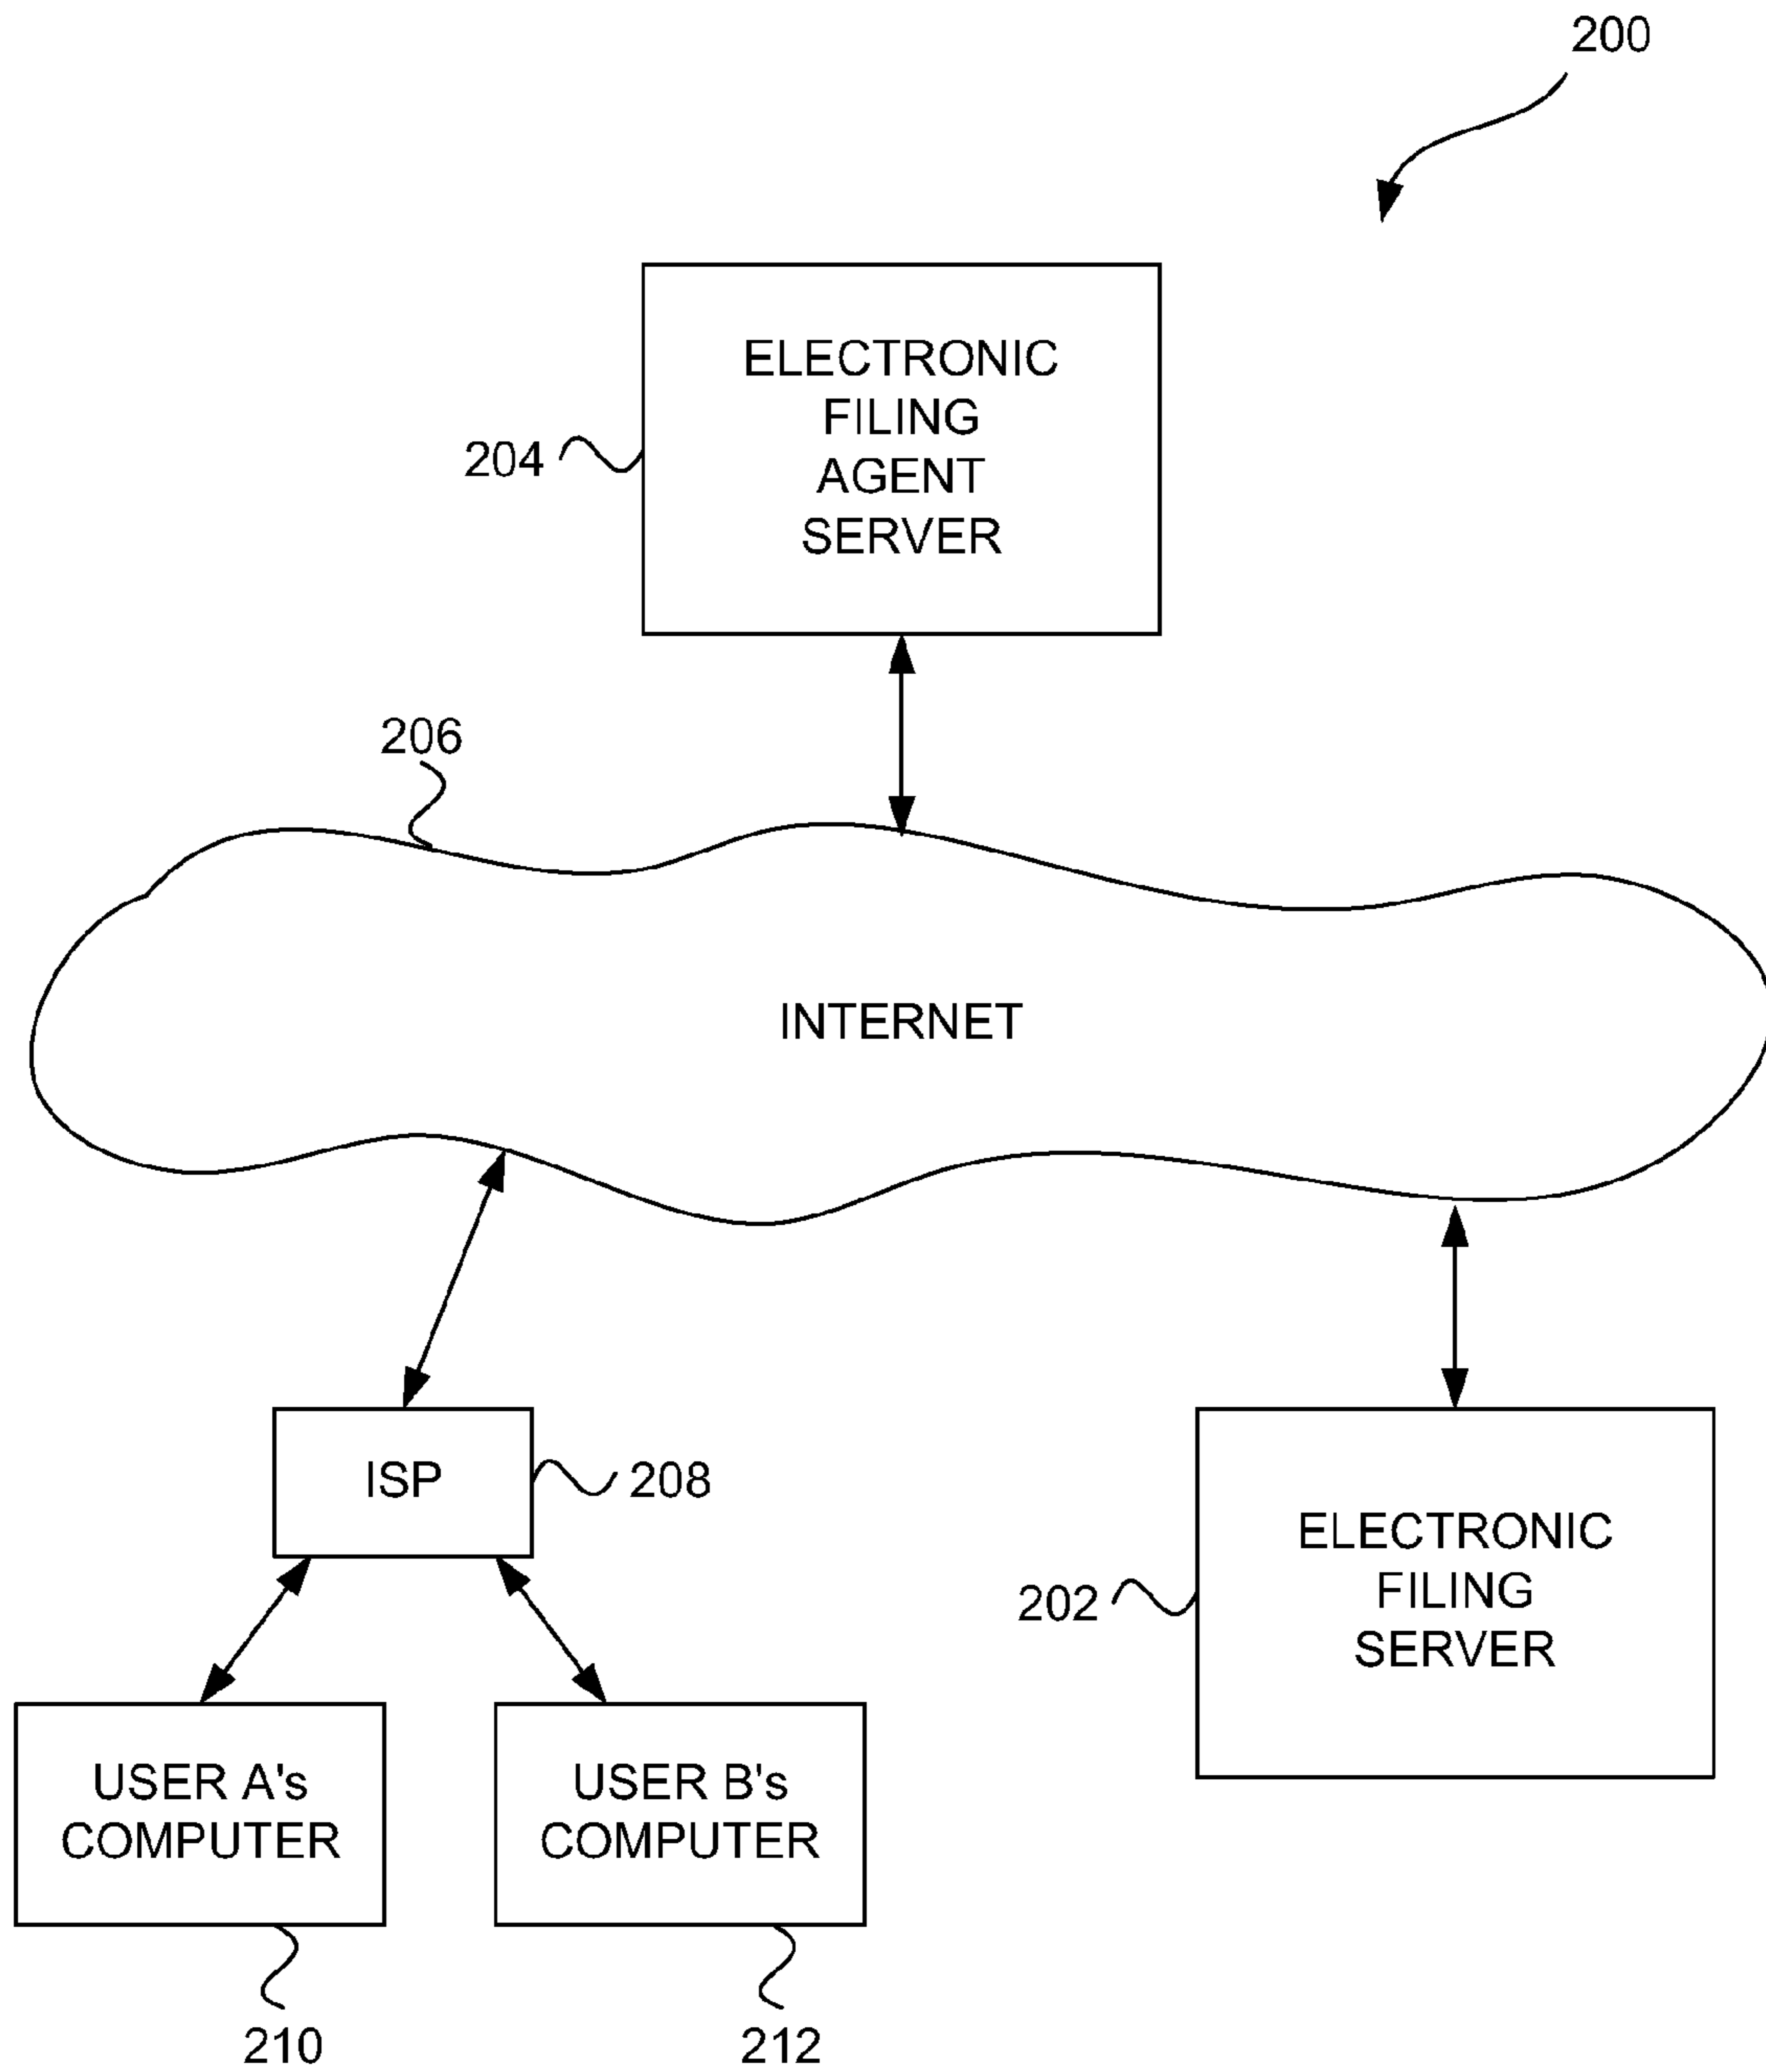 200
ELECTRONIC
FILING
AGENT
SERVER
204
206
INTERNET
ISP
208
ELECTRONIC
FILING
SERVER
202
USER A's
COMPUTER
USER B's
COMPUTER
210
212